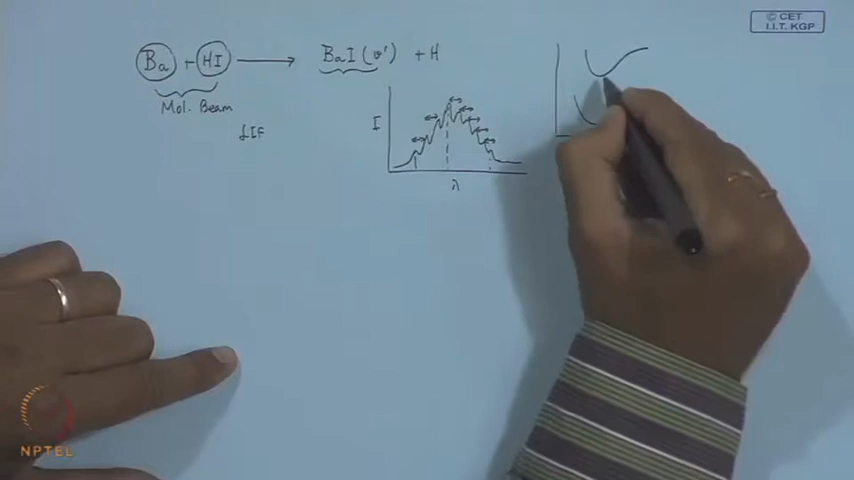 © CET
I.I.T. KGP
Ba + HI → BaI (v') + H
Mol. Beam
LIF
I
λ
NPTEL